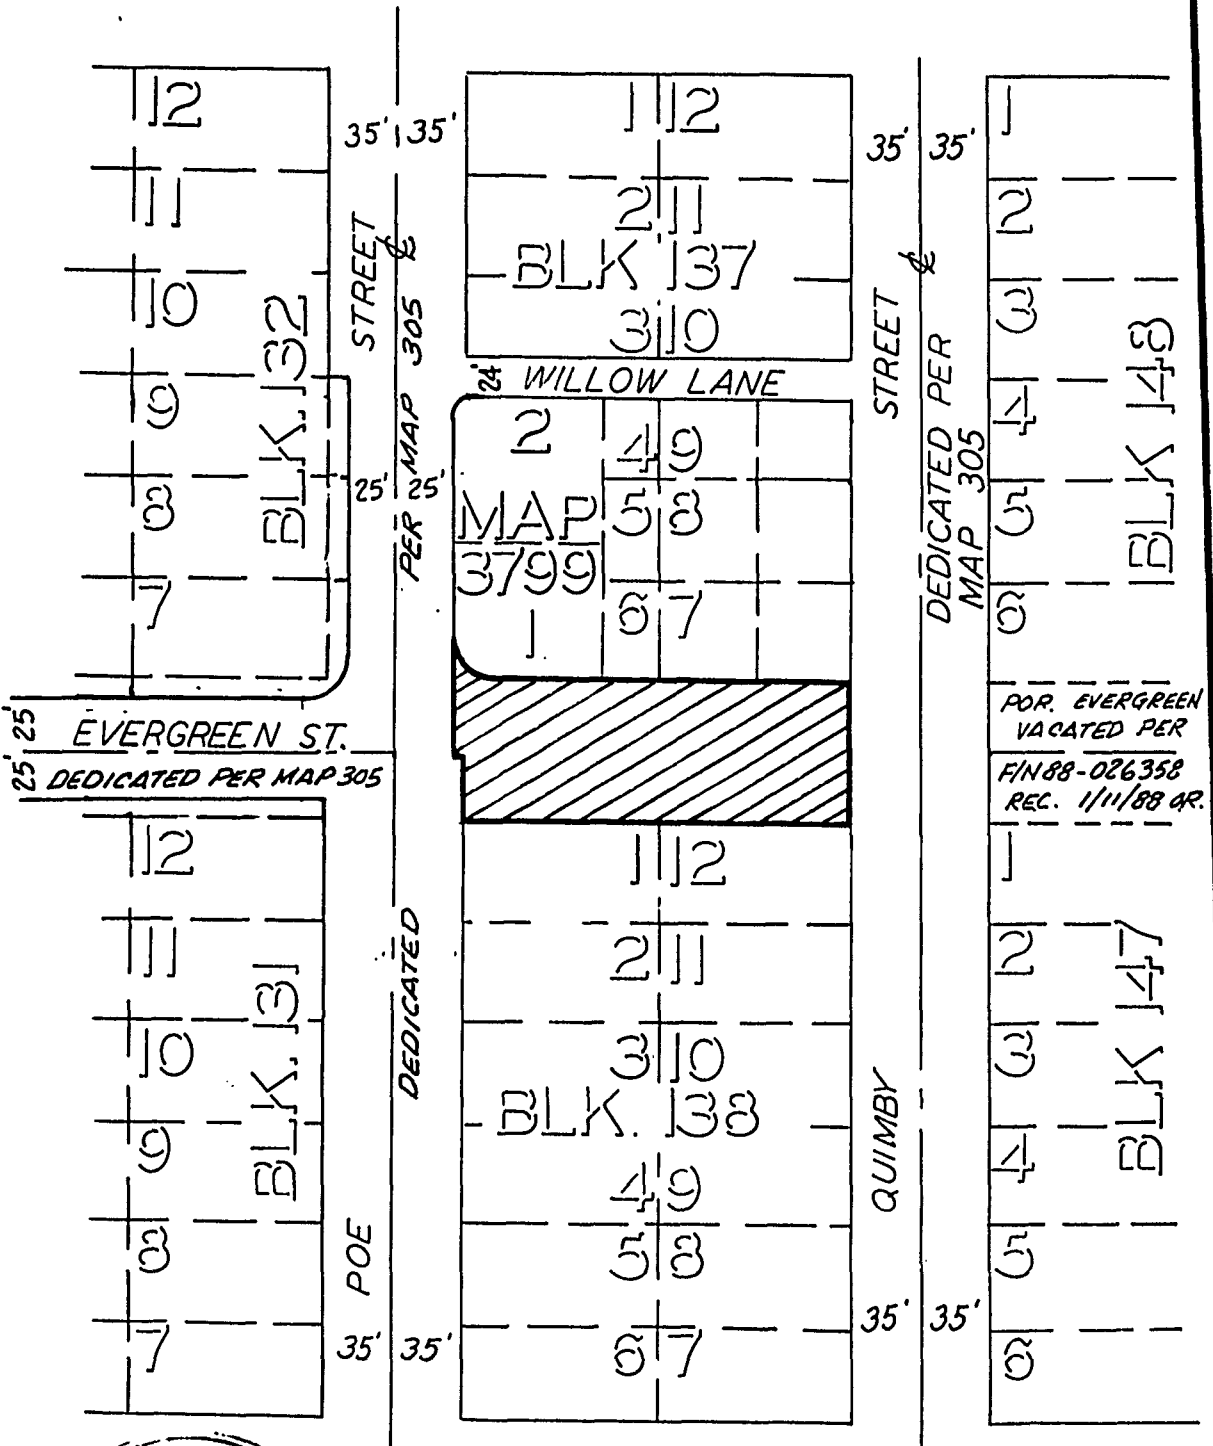 12
11
10
9
8
7
BLK. 132
35' 35'
STREET ℄
PER MAP 305
25' 25'
1 12
2 11
BLK 137
3 10
24'
WILLOW LANE
2
MAP
3799
1
4 9
5 8
6 7
35' 35'
STREET ℄
DEDICATED PER
MAP 305
1
2
3
4
5
6
BLK 148
25'
25'
EVERGREEN ST.
DEDICATED PER MAP 305
POR. EVERGREEN
VACATED PER
F/N 88-026358
REC. 1/11/88 OR.
12
11
10
9
8
7
BLK. 131
DEDICATED
POE
35' 35'
1 12
2 11
3 10
BLK. 138
4 9
5 8
6 7
QUIMBY
35' 35'
1
2
3
4
5
6
BLK 147